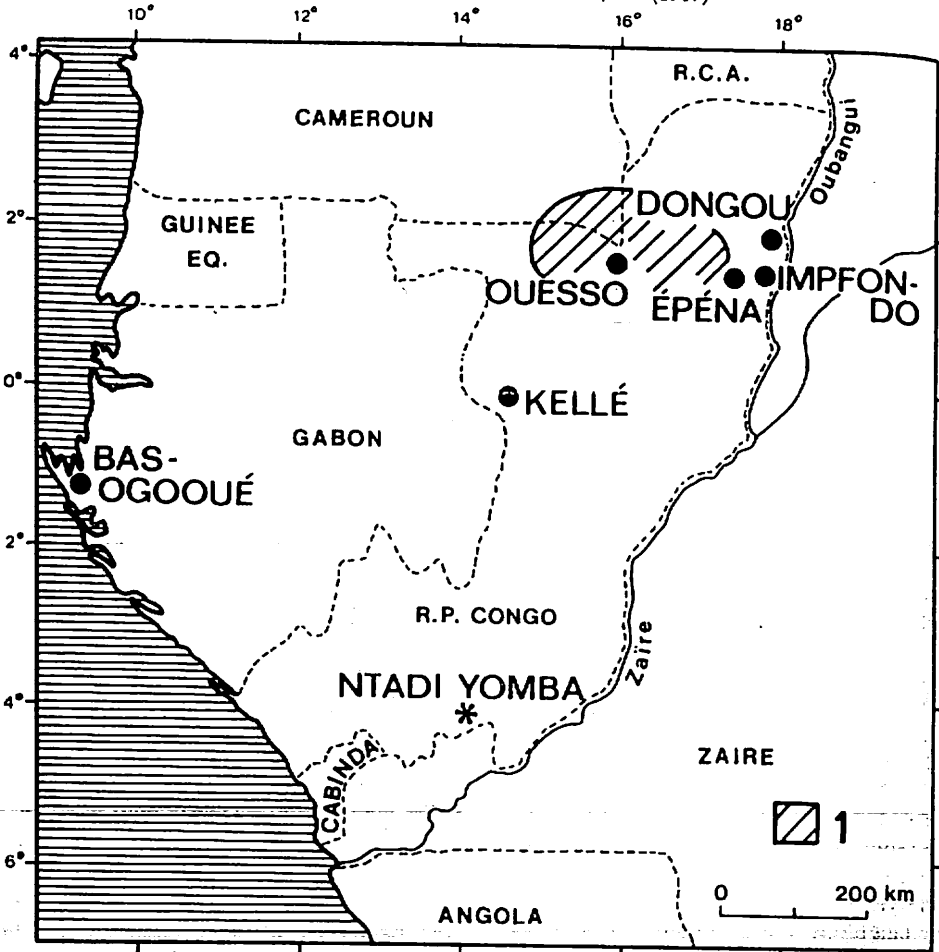 10° 12° 14° 16° 18°
4°
R.C.A.
CAMEROUN
Oubangui
2°
GUINEE
EQ.
DONGOU
OUESSO
ÉPÉNA
IMPFON-
DO
0°
KELLÉ
GABON
BAS-
OGOOUÉ
2°
R.P. CONGO
Zaïre
NTADI YOMBA
*
4°
ZAIRE
CABINDA
1
6°
0 200 km
ANGOLA